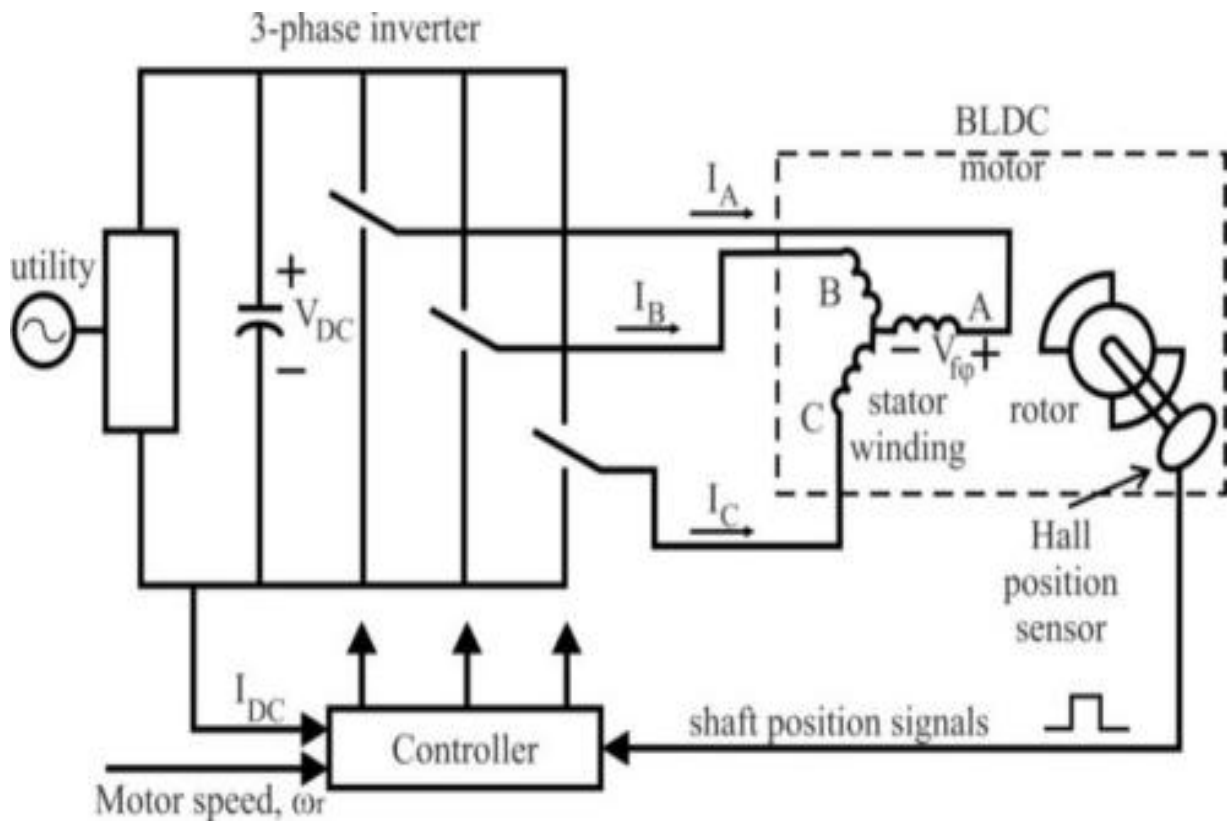 3-phase inverter
BLDC
motor
I_A
utility
+
V_DC
−
I_B
B
A
− V_fφ +
C
stator
winding
rotor
I_C
Hall
position
sensor
I_DC
Controller
shaft position signals
Motor speed, ωr